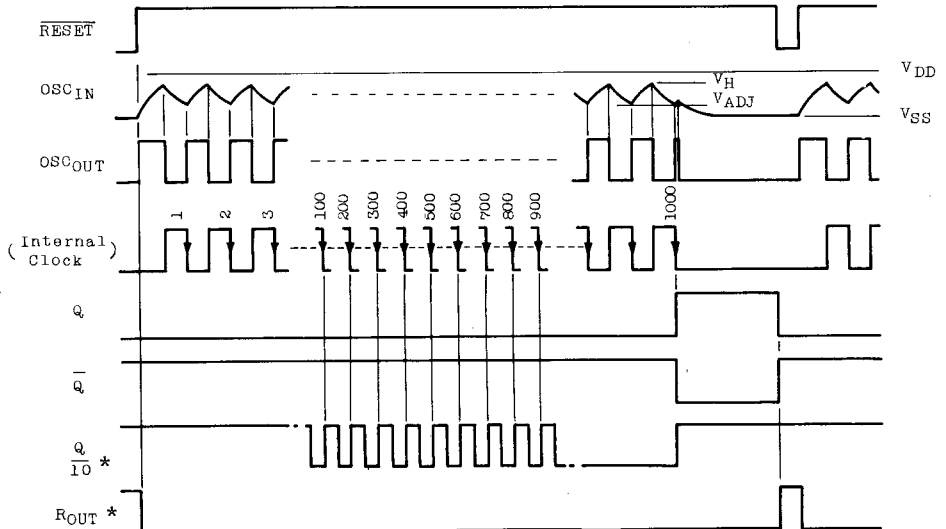 RESET
VDD
OSCIN
VH
VADJ
VSS
OSCOUT
1 2 3 100 200 300 400 500 600 700 800 900 1000
(Internal Clock)
Q
Q
Q
10 *
ROUT *